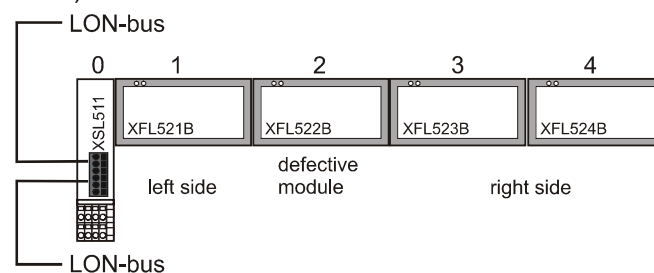 LON-bus
0 1 2 3 4
XSL511
XFL521B XFL522B XFL523B XFL524B
left side defective module right side
LON-bus